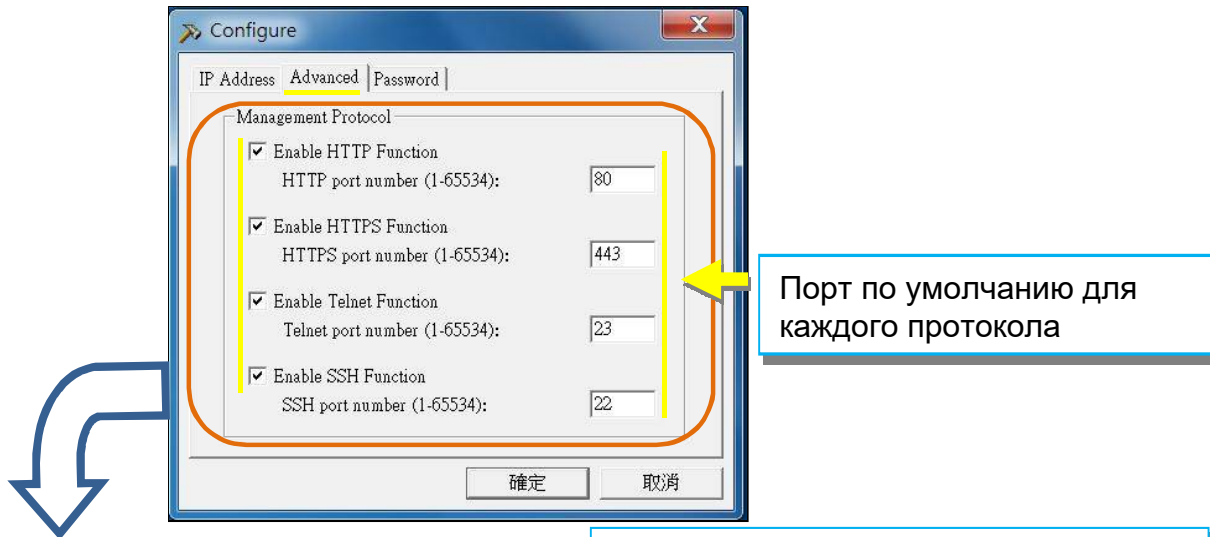 Configure
X
IP Address Advanced Password
Management Protocol
Enable HTTP Function
HTTP port number (1-65534): 80
Enable HTTPS Function
HTTPS port number (1-65534): 443
Enable Telnet Function
Telnet port number (1-65534): 23
Enable SSH Function
SSH port number (1-65534): 22
確定 取消
Порт по умолчанию для
каждого протокола